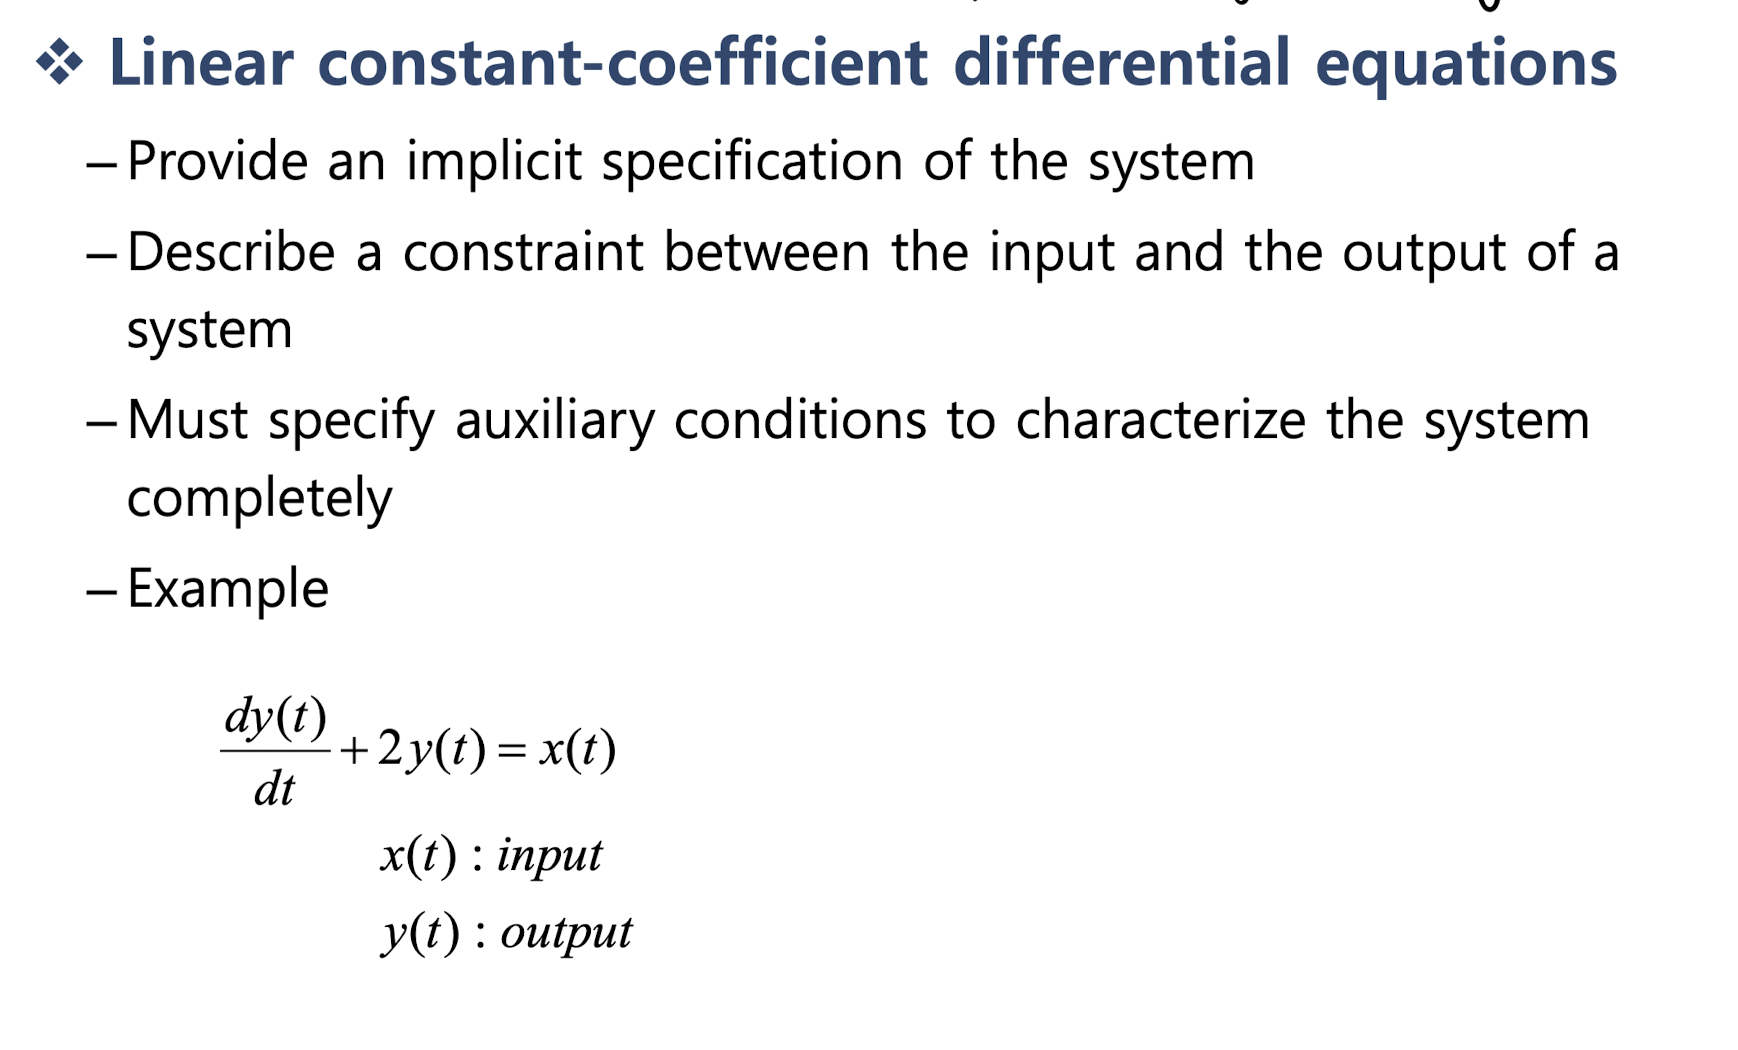 ❖ Linear constant-coefficient differential equations
– Provide an implicit specification of the system
– Describe a constraint between the input and the output of a
system
– Must specify auxiliary conditions to characterize the system
completely
– Example
dy(t)/dt + 2y(t) = x(t)
x(t) : input
y(t) : output